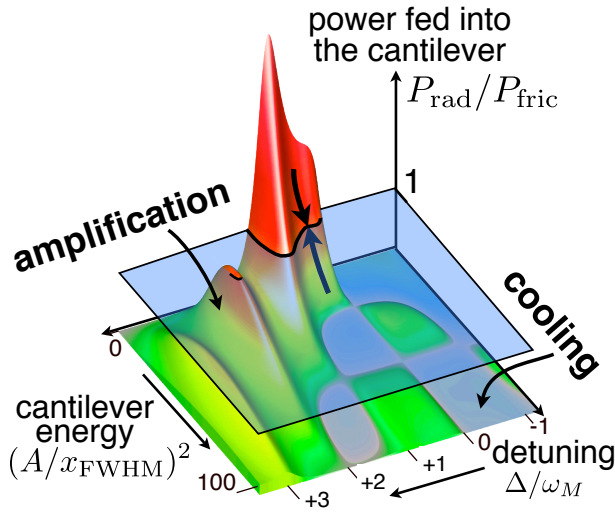 power fed into
the cantilever
P_rad/P_fric
1
amplification
cooling
0
cantilever
energy
(A/x_FWHM)^2
100
+3
+2
+1
0
-1
detuning
Δ/ω_M